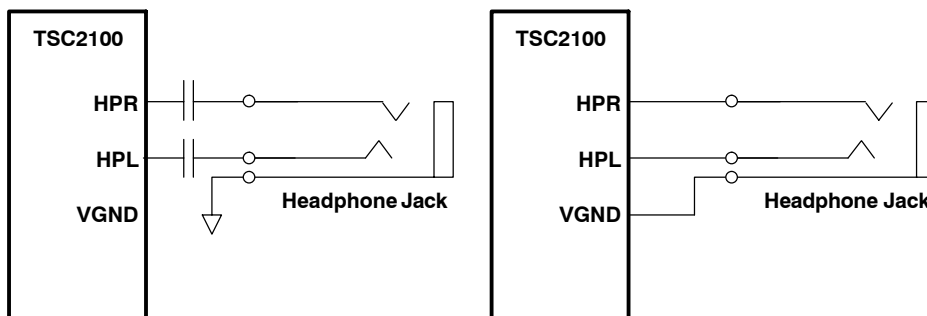 TSC2100
HPR
HPL
VGND
Headphone Jack
TSC2100
HPR
HPL
VGND
Headphone Jack